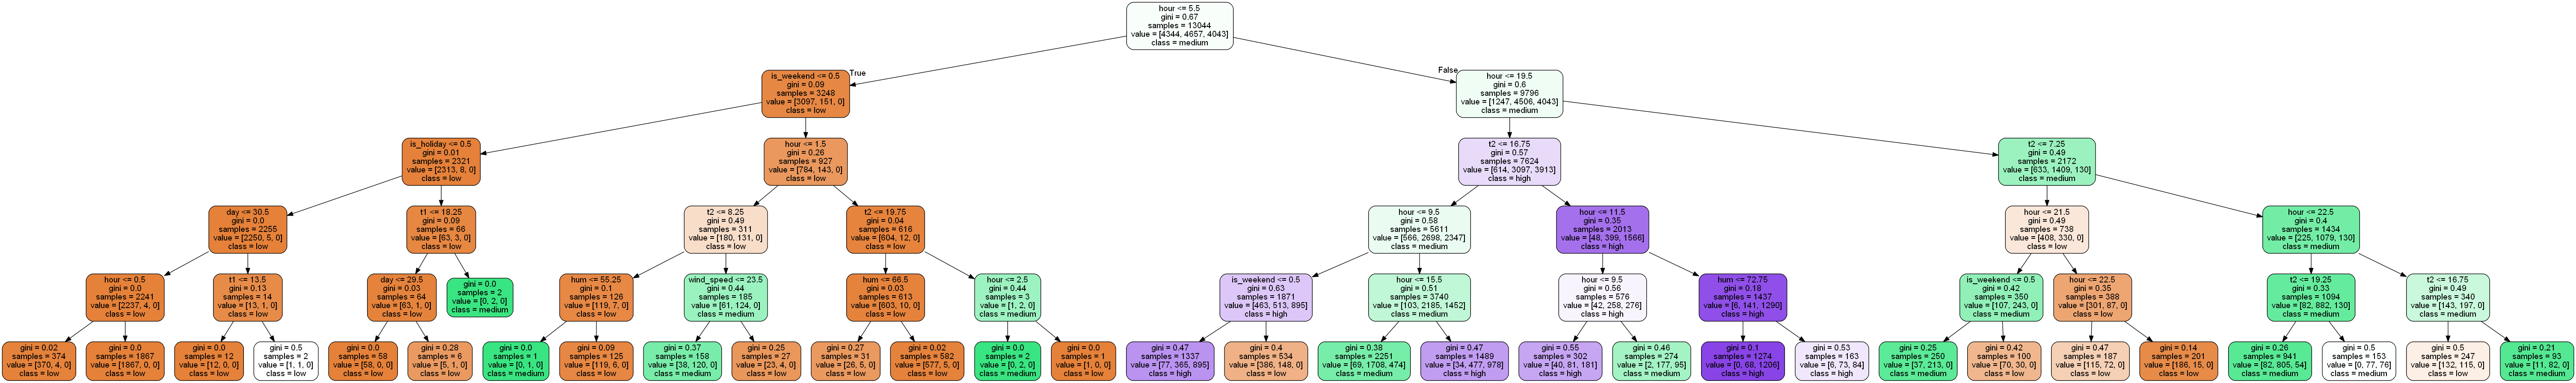 hour <= 5.5
gini = 0.67
samples = 13044
value = [4344, 4657, 4043]
class = medium
True
False
is_weekend <= 0.5
gini = 0.09
samples = 3248
value = [3097, 151, 0]
class = low
hour <= 19.5
gini = 0.6
samples = 9796
value = [1247, 4506, 4043]
class = medium
is_holiday <= 0.5
gini = 0.01
samples = 2321
value = [2313, 8, 0]
class = low
hour <= 1.5
gini = 0.26
samples = 927
value = [784, 143, 0]
class = low
t2 <= 16.75
gini = 0.57
samples = 7624
value = [614, 3097, 3913]
class = high
t2 <= 7.25
gini = 0.49
samples = 2172
value = [633, 1409, 130]
class = medium
day <= 30.5
gini = 0.0
samples = 2255
value = [2250, 5, 0]
class = low
t1 <= 18.25
gini = 0.09
samples = 66
value = [63, 3, 0]
class = low
t2 <= 8.25
gini = 0.49
samples = 311
value = [180, 131, 0]
class = low
t2 <= 19.75
gini = 0.04
samples = 616
value = [604, 12, 0]
class = low
hour <= 9.5
gini = 0.58
samples = 5611
value = [566, 2698, 2347]
class = medium
hour <= 11.5
gini = 0.35
samples = 2013
value = [48, 399, 1566]
class = high
hour <= 21.5
gini = 0.49
samples = 738
value = [408, 330, 0]
class = low
hour <= 22.5
gini = 0.4
samples = 1434
value = [225, 1079, 130]
class = medium
hour <= 0.5
gini = 0.0
samples = 2241
value = [2237, 4, 0]
class = low
t1 <= 13.5
gini = 0.13
samples = 14
value = [13, 1, 0]
class = low
day <= 29.5
gini = 0.03
samples = 64
value = [63, 1, 0]
class = low
gini = 0.0
samples = 2
value = [0, 2, 0]
class = medium
hum <= 55.25
gini = 0.1
samples = 126
value = [119, 7, 0]
class = low
wind_speed <= 23.5
gini = 0.44
samples = 185
value = [61, 124, 0]
class = medium
hum <= 66.5
gini = 0.03
samples = 613
value = [603, 10, 0]
class = low
hour <= 2.5
gini = 0.44
samples = 3
value = [1, 2, 0]
class = medium
is_weekend <= 0.5
gini = 0.63
samples = 1871
value = [463, 513, 895]
class = high
hour <= 15.5
gini = 0.51
samples = 3740
value = [103, 2185, 1452]
class = medium
hour <= 9.5
gini = 0.56
samples = 576
value = [42, 258, 276]
class = high
hum <= 72.75
gini = 0.18
samples = 1437
value = [6, 141, 1290]
class = high
is_weekend <= 0.5
gini = 0.42
samples = 350
value = [107, 243, 0]
class = medium
hour <= 22.5
gini = 0.35
samples = 388
value = [301, 87, 0]
class = low
t2 <= 19.25
gini = 0.33
samples = 1094
value = [82, 882, 130]
class = medium
t2 <= 16.75
gini = 0.49
samples = 340
value = [143, 197, 0]
class = medium
gini = 0.02
samples = 374
value = [370, 4, 0]
class = low
gini = 0.0
samples = 1867
value = [1867, 0, 0]
class = low
gini = 0.0
samples = 12
value = [12, 0, 0]
class = low
gini = 0.5
samples = 2
value = [1, 1, 0]
class = low
gini = 0.0
samples = 58
value = [58, 0, 0]
class = low
gini = 0.28
samples = 6
value = [5, 1, 0]
class = low
gini = 0.0
samples = 1
value = [0, 1, 0]
class = medium
gini = 0.09
samples = 125
value = [119, 6, 0]
class = low
gini = 0.37
samples = 158
value = [38, 120, 0]
class = medium
gini = 0.25
samples = 27
value = [23, 4, 0]
class = low
gini = 0.27
samples = 31
value = [26, 5, 0]
class = low
gini = 0.02
samples = 582
value = [577, 5, 0]
class = low
gini = 0.0
samples = 2
value = [0, 2, 0]
class = medium
gini = 0.0
samples = 1
value = [1, 0, 0]
class = low
gini = 0.47
samples = 1337
value = [77, 365, 895]
class = high
gini = 0.4
samples = 534
value = [386, 148, 0]
class = low
gini = 0.38
samples = 2251
value = [69, 1708, 474]
class = medium
gini = 0.47
samples = 1489
value = [34, 477, 978]
class = high
gini = 0.55
samples = 302
value = [40, 81, 181]
class = high
gini = 0.46
samples = 274
value = [2, 177, 95]
class = medium
gini = 0.1
samples = 1274
value = [0, 68, 1206]
class = high
gini = 0.53
samples = 163
value = [6, 73, 84]
class = high
gini = 0.25
samples = 250
value = [37, 213, 0]
class = medium
gini = 0.42
samples = 100
value = [70, 30, 0]
class = low
gini = 0.47
samples = 187
value = [115, 72, 0]
class = low
gini = 0.14
samples = 201
value = [186, 15, 0]
class = low
gini = 0.26
samples = 941
value = [82, 805, 54]
class = medium
gini = 0.5
samples = 153
value = [0, 77, 76]
class = medium
gini = 0.5
samples = 247
value = [132, 115, 0]
class = low
gini = 0.21
samples = 93
value = [11, 82, 0]
class = medium